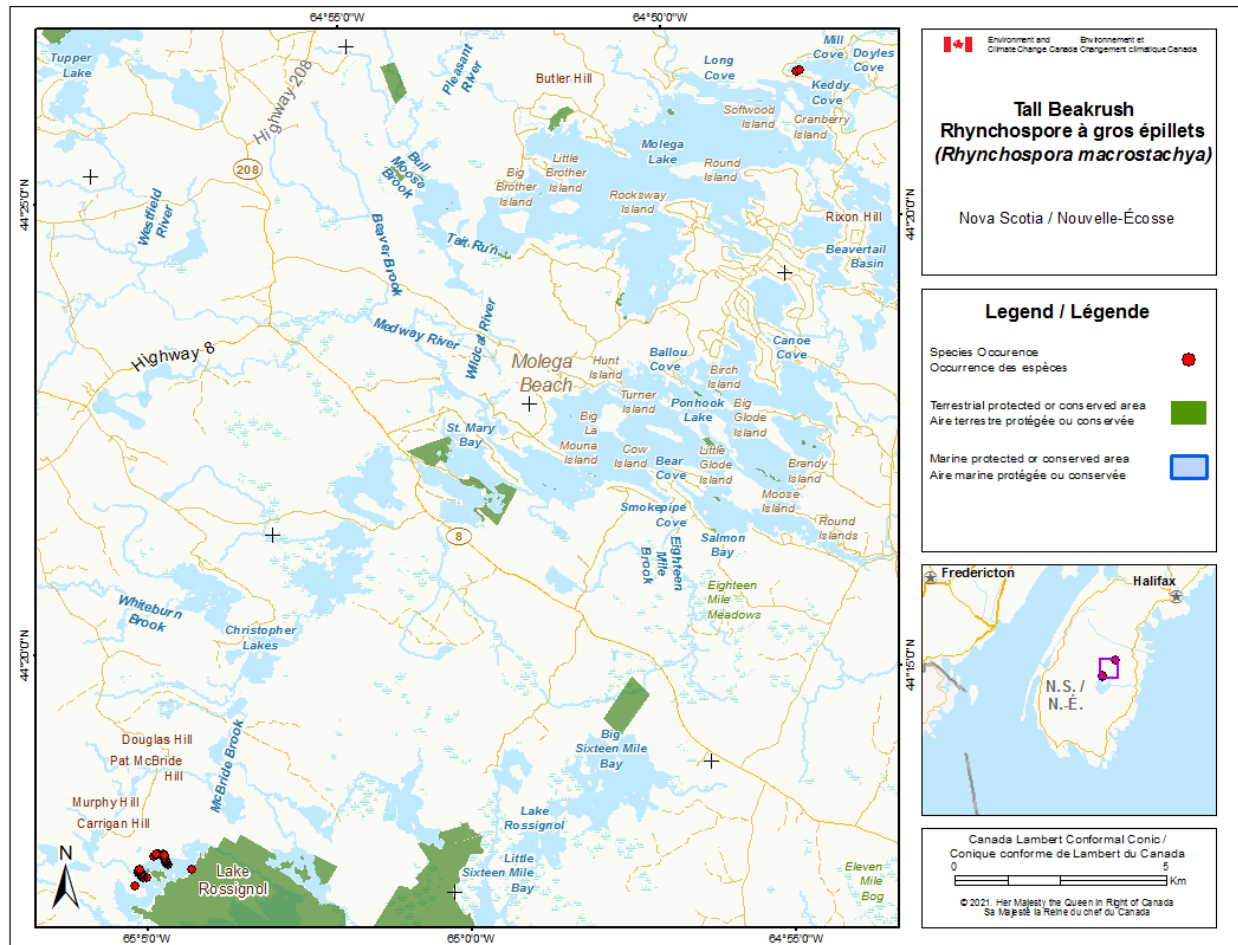 64°55'0"W
64°50'0"W
Tupper
Lake
Highway 208
Pleasant
River
Butler Hill
Long
Cove
Mill
Cove
Doyles
Cove
Keddy
Cove
Softwood
Island
Cranberry
Island
Molega
Lake
Round
Island
208
Bull
Moose
Brook
Big
Brother
Island
Little
Brother
Island
Rocksway
Island
Rixon Hill
Beavertail
Basin
44°25'0"N
44°20'0"N
Westfield
River
Beaver Brook
Tait Run
Medway River
Wildcat River
Highway 8
Molega
Beach
Hunt
Island
Ballou
Cove
Canoe
Cove
Birch
Island
Turner
Island
Ponhook
Lake
Big
Glode
Island
St. Mary
Bay
Big
La
Mouna
Island
Cow
Island
Bear
Cove
Little
Glode
Island
Brandy
Island
Moose
Island
Smokepipe
Cove
Round
Islands
8
Eighteen
Mile
Brook
Salmon
Bay
Eighteen
Mile
Meadows
Whiteburn
Brook
Christopher
Lakes
44°20'0"N
44°15'0"N
Douglas Hill
Pat McBride
Hill
McBride Brook
Big
Sixteen Mile
Bay
Murphy Hill
Carrigan Hill
Lake
Rossignol
Little
Sixteen Mile
Bay
Lake
Rossignol
Eleven
Mile
Bog
N
65°5'0"W
65°0'0"W
64°55'0"W
Environment and
Climate Change Canada
Environnement et
Changement climatique Canada
Tall Beakrush
Rhynchospore à gros épillets
(Rhynchospora macrostachya)
Nova Scotia / Nouvelle-Écosse
Legend / Légende
Species Occurence
Occurrence des espèces
Terrestrial protected or conserved area
Aire terrestre protégée ou conservée
Marine protected or conserved area
Aire marine protégée ou conservée
Fredericton
Halifax
N.S. /
N.-É.
Canada Lambert Conformal Conic /
Conique conforme de Lambert du Canada
0 5
Km
© 2021. Her Majesty the Queen in Right of Canada
Sa Majesté la Reine du chef du Canada